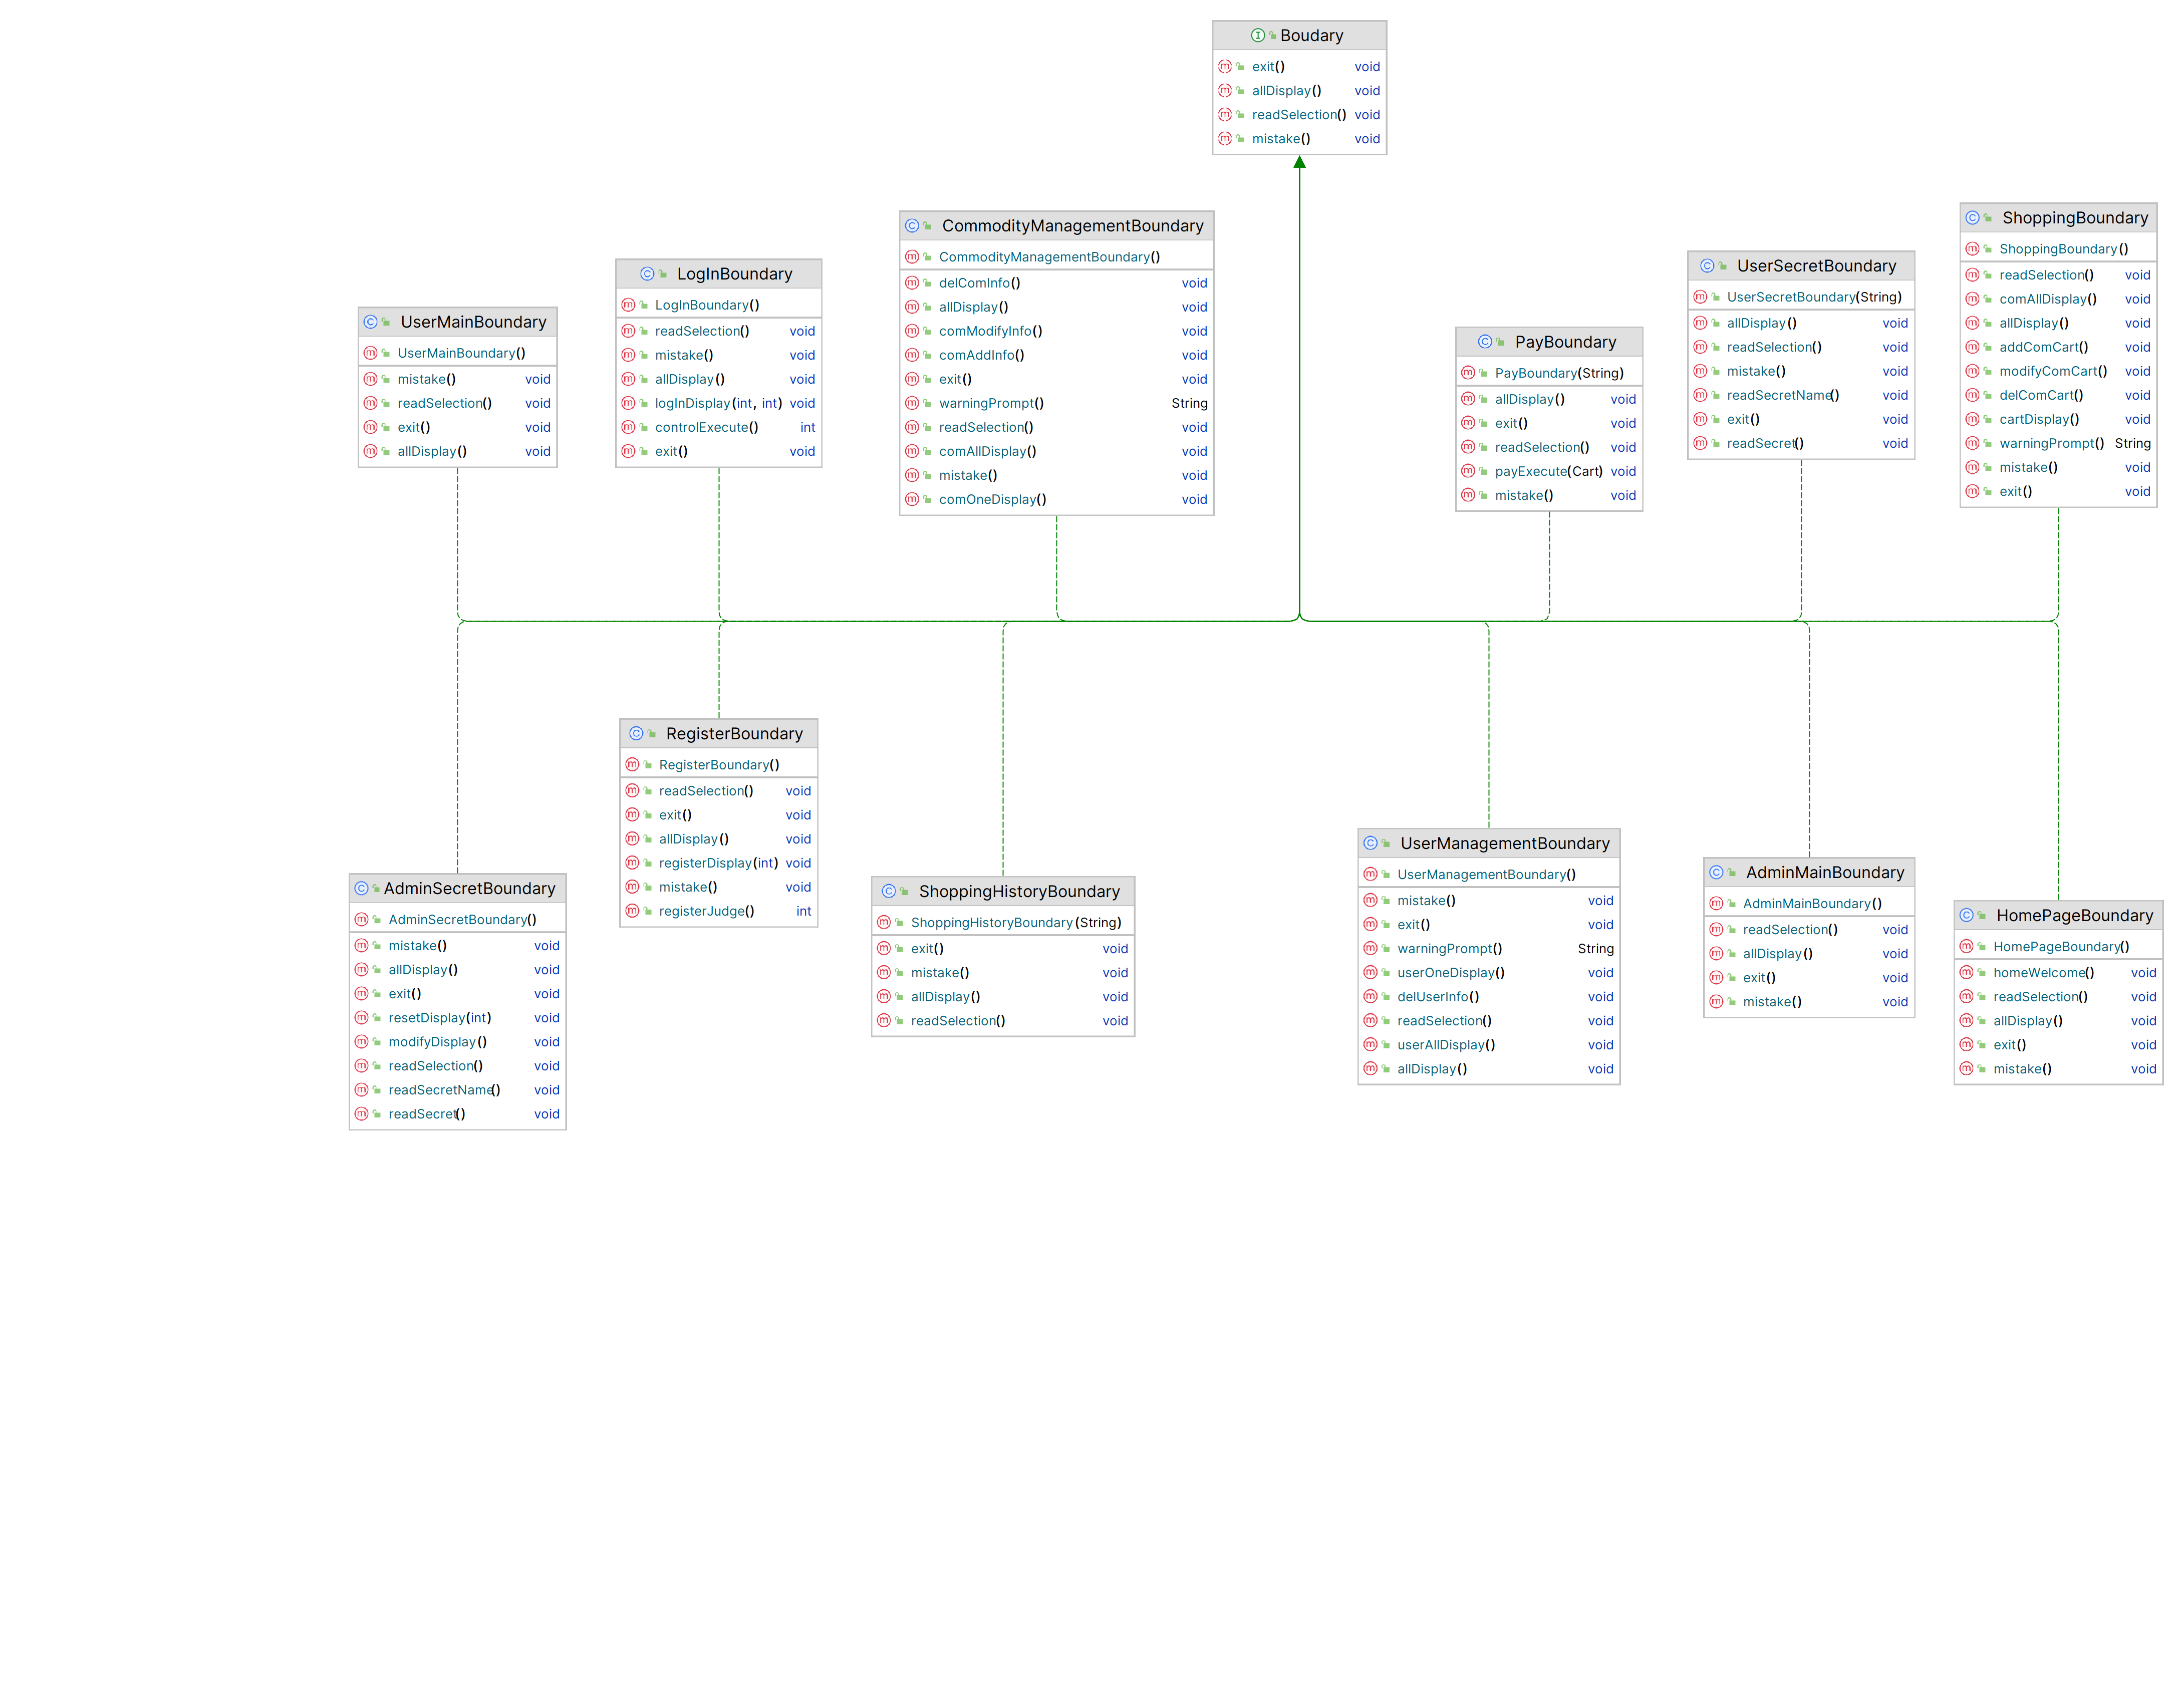 Boudary
exit() void
allDisplay() void
readSelection() void
mistake() void
UserMainBoundary
UserMainBoundary()
mistake() void
readSelection() void
exit() void
allDisplay() void
LogInBoundary
LogInBoundary()
readSelection() void
mistake() void
allDisplay() void
logInDisplay(int, int) void
controlExecute() int
exit() void
CommodityManagementBoundary
CommodityManagementBoundary()
delComInfo() void
allDisplay() void
comModifyInfo() void
comAddInfo() void
exit() void
warningPrompt() String
readSelection() void
comAllDisplay() void
mistake() void
comOneDisplay() void
PayBoundary
PayBoundary(String)
allDisplay() void
exit() void
readSelection() void
payExecute(Cart) void
mistake() void
UserSecretBoundary
UserSecretBoundary(String)
allDisplay() void
readSelection() void
mistake() void
readSecretName() void
exit() void
readSecret() void
ShoppingBoundary
ShoppingBoundary()
readSelection() void
comAllDisplay() void
allDisplay() void
addComCart() void
modifyComCart() void
delComCart() void
cartDisplay() void
warningPrompt() String
mistake() void
exit() void
AdminSecretBoundary
AdminSecretBoundary()
mistake() void
allDisplay() void
exit() void
resetDisplay(int) void
modifyDisplay() void
readSelection() void
readSecretName() void
readSecret() void
RegisterBoundary
RegisterBoundary()
readSelection() void
exit() void
allDisplay() void
registerDisplay(int) void
mistake() void
registerJudge() int
ShoppingHistoryBoundary
ShoppingHistoryBoundary(String)
exit() void
mistake() void
allDisplay() void
readSelection() void
UserManagementBoundary
UserManagementBoundary()
mistake() void
exit() void
warningPrompt() String
userOneDisplay() void
delUserInfo() void
readSelection() void
userAllDisplay() void
allDisplay() void
AdminMainBoundary
AdminMainBoundary()
readSelection() void
allDisplay() void
exit() void
mistake() void
HomePageBoundary
HomePageBoundary()
homeWelcome() void
readSelection() void
allDisplay() void
exit() void
mistake() void